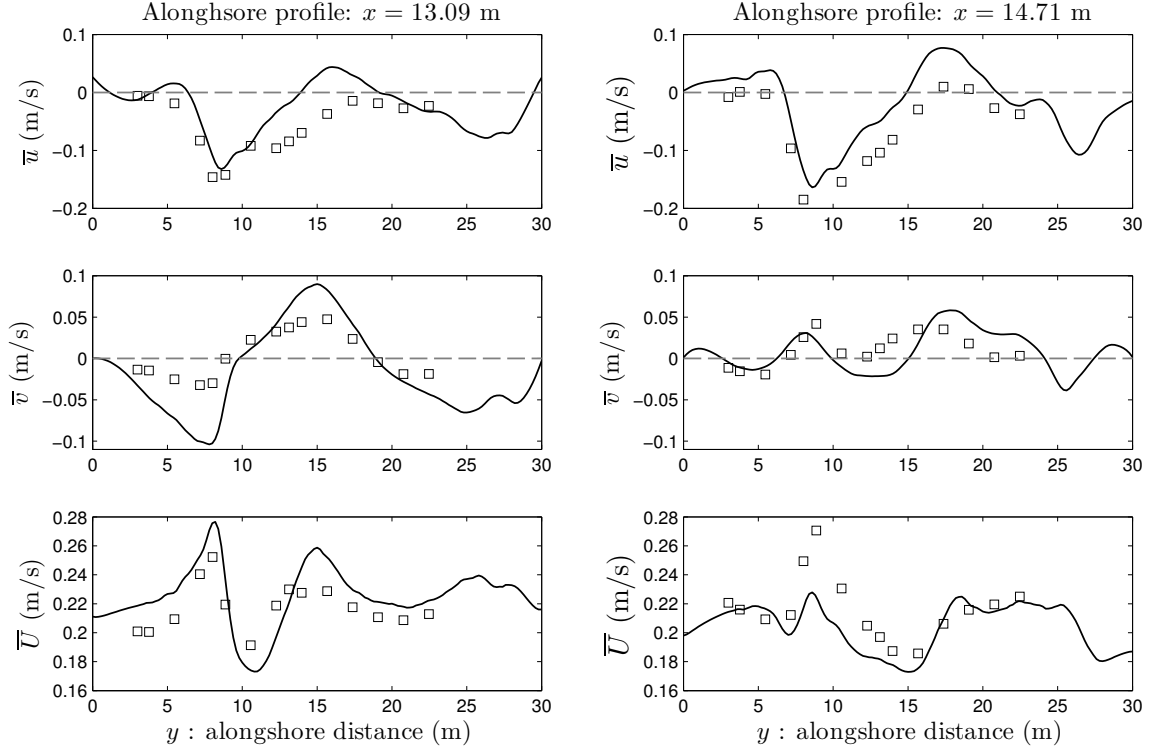 Alonghsore profile: x = 13.09 m
0.1
0
−0.1
−0.2
u̅ (m/s)
0 5 10 15 20 25 30
0.1
0.05
0
−0.05
−0.1
v̅ (m/s)
0 5 10 15 20 25 30
0.28
0.26
0.24
0.22
0.2
0.18
0.16
U̿ (m/s)
0 5 10 15 20 25 30
y : alongshore distance (m)
Alonghsore profile: x = 14.71 m
0.1
0
−0.1
−0.2
u̅ (m/s)
0 5 10 15 20 25 30
0.1
0.05
0
−0.05
−0.1
v̅ (m/s)
0 5 10 15 20 25 30
0.28
0.26
0.24
0.22
0.2
0.18
0.16
U̿ (m/s)
0 5 10 15 20 25 30
y : alongshore distance (m)